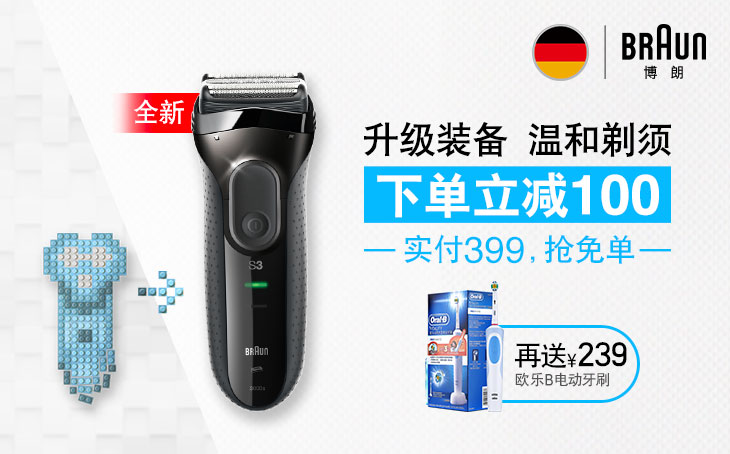 BRAUN
博朗
全新
升级装备 温和剃须
下单立减100
实付399,抢免单
S3
BRAUN
Oral-B
再送¥239
欧乐B电动牙刷